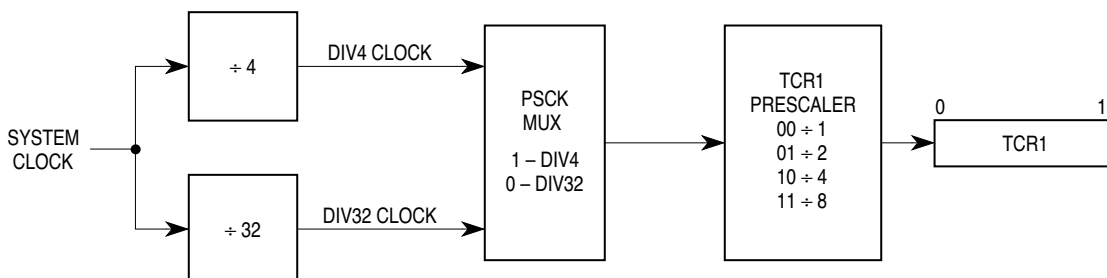 SYSTEM
CLOCK
÷ 4
DIV4 CLOCK
÷ 32
DIV32 CLOCK
PSCK
MUX
1 – DIV4
0 – DIV32
TCR1
PRESCALER
00 ÷ 1
01 ÷ 2
10 ÷ 4
11 ÷ 8
0 1
TCR1